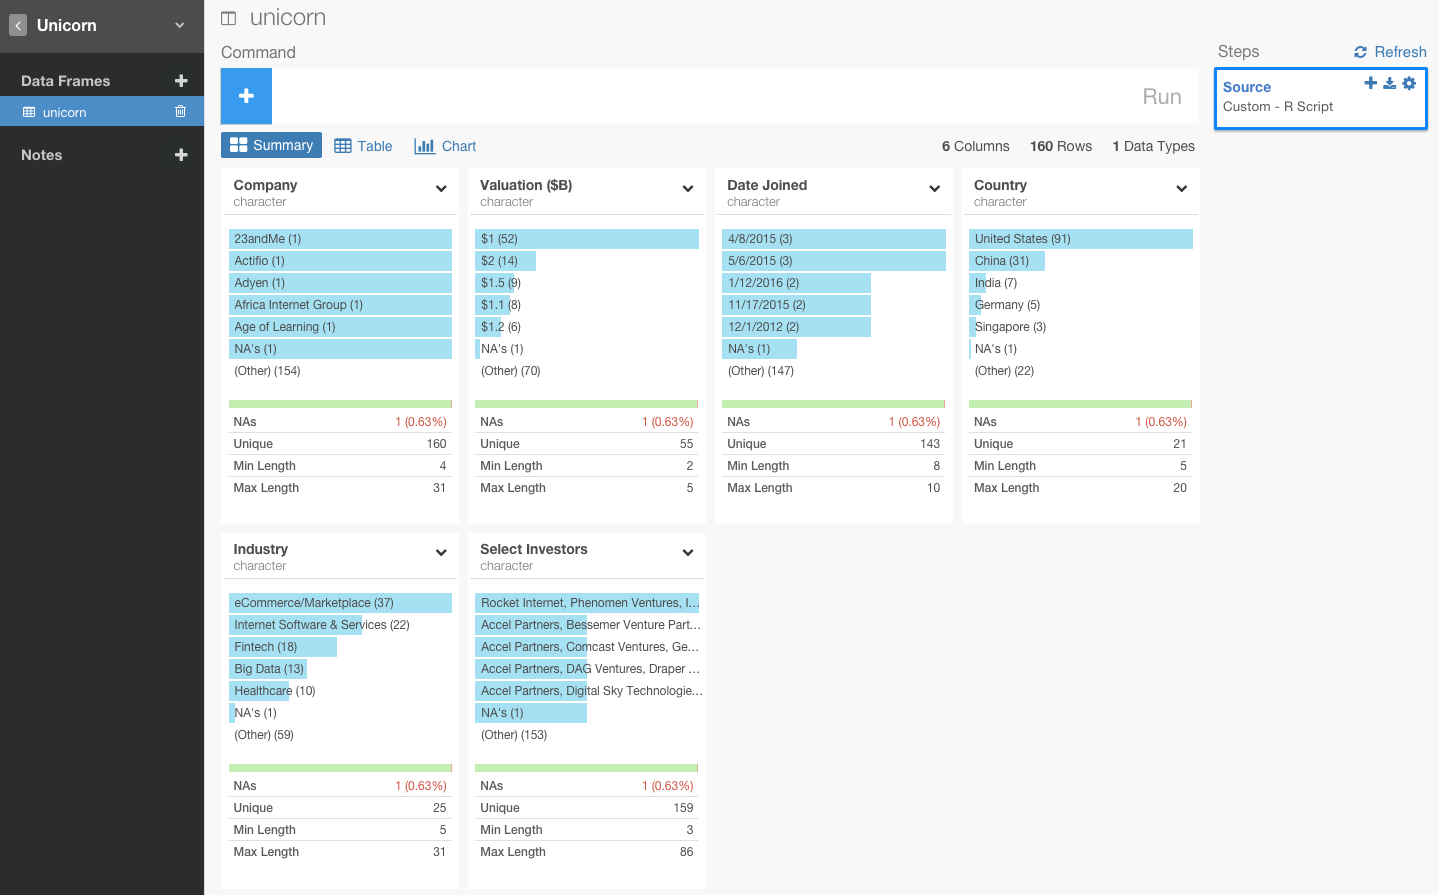 Unicorn
Data Frames
unicorn
Notes
unicorn
Command
Run
Steps
Refresh
Source
Custom - R Script
Summary
Table
Chart
6 Columns
160 Rows
1 Data Types
Company
character
23andMe (1)
Actifio (1)
Adyen (1)
Africa Internet Group (1)
Age of Learning (1)
NA's (1)
(Other) (154)
NAs 1 (0.63%)
Unique 160
Min Length 4
Max Length 31
Valuation ($B)
character
$1 (52)
$2 (14)
$1.5 (9)
$1.1 (8)
$1.2 (6)
NA's (1)
(Other) (70)
NAs 1 (0.63%)
Unique 55
Min Length 2
Max Length 5
Date Joined
character
4/8/2015 (3)
5/6/2015 (3)
1/12/2016 (2)
11/17/2015 (2)
12/1/2012 (2)
NA's (1)
(Other) (147)
NAs 1 (0.63%)
Unique 143
Min Length 8
Max Length 10
Country
character
United States (91)
China (31)
India (7)
Germany (5)
Singapore (3)
NA's (1)
(Other) (22)
NAs 1 (0.63%)
Unique 21
Min Length 5
Max Length 20
Industry
character
eCommerce/Marketplace (37)
Internet Software & Services (22)
Fintech (18)
Big Data (13)
Healthcare (10)
NA's (1)
(Other) (59)
NAs 1 (0.63%)
Unique 25
Min Length 5
Max Length 31
Select Investors
character
Rocket Internet, Phenomen Ventures, I...
Accel Partners, Bessemer Venture Part...
Accel Partners, Comcast Ventures, Ge...
Accel Partners, DAG Ventures, Draper ...
Accel Partners, Digital Sky Technologie...
NA's (1)
(Other) (153)
NAs 1 (0.63%)
Unique 159
Min Length 3
Max Length 86